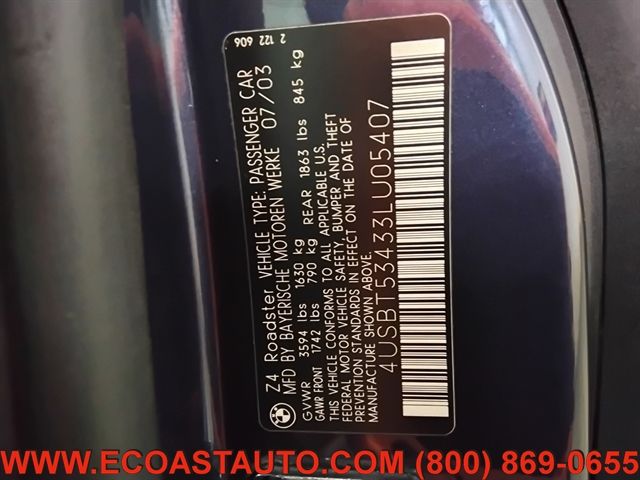 2 122 606
Z4 Roadster VEHICLE TYPE: PASSENGER CAR
MFD BY BAYERISCHE MOTOREN WERKE 07/03
GVWR 3594 lbs 1630 kg
GAWR FRONT 1742 lbs 790 kg REAR 1863 lbs 845 kg
THIS VEHICLE CONFORMS TO ALL APPLICABLE U.S.
FEDERAL MOTOR VEHICLE SAFETY, BUMPER AND THEFT
PREVENTION STANDARDS IN EFFECT ON THE DATE OF
MANUFACTURE SHOWN ABOVE.
4USBT53433LU05407
BMW
WWW.ECOASTAUTO.COM (800) 869-0655